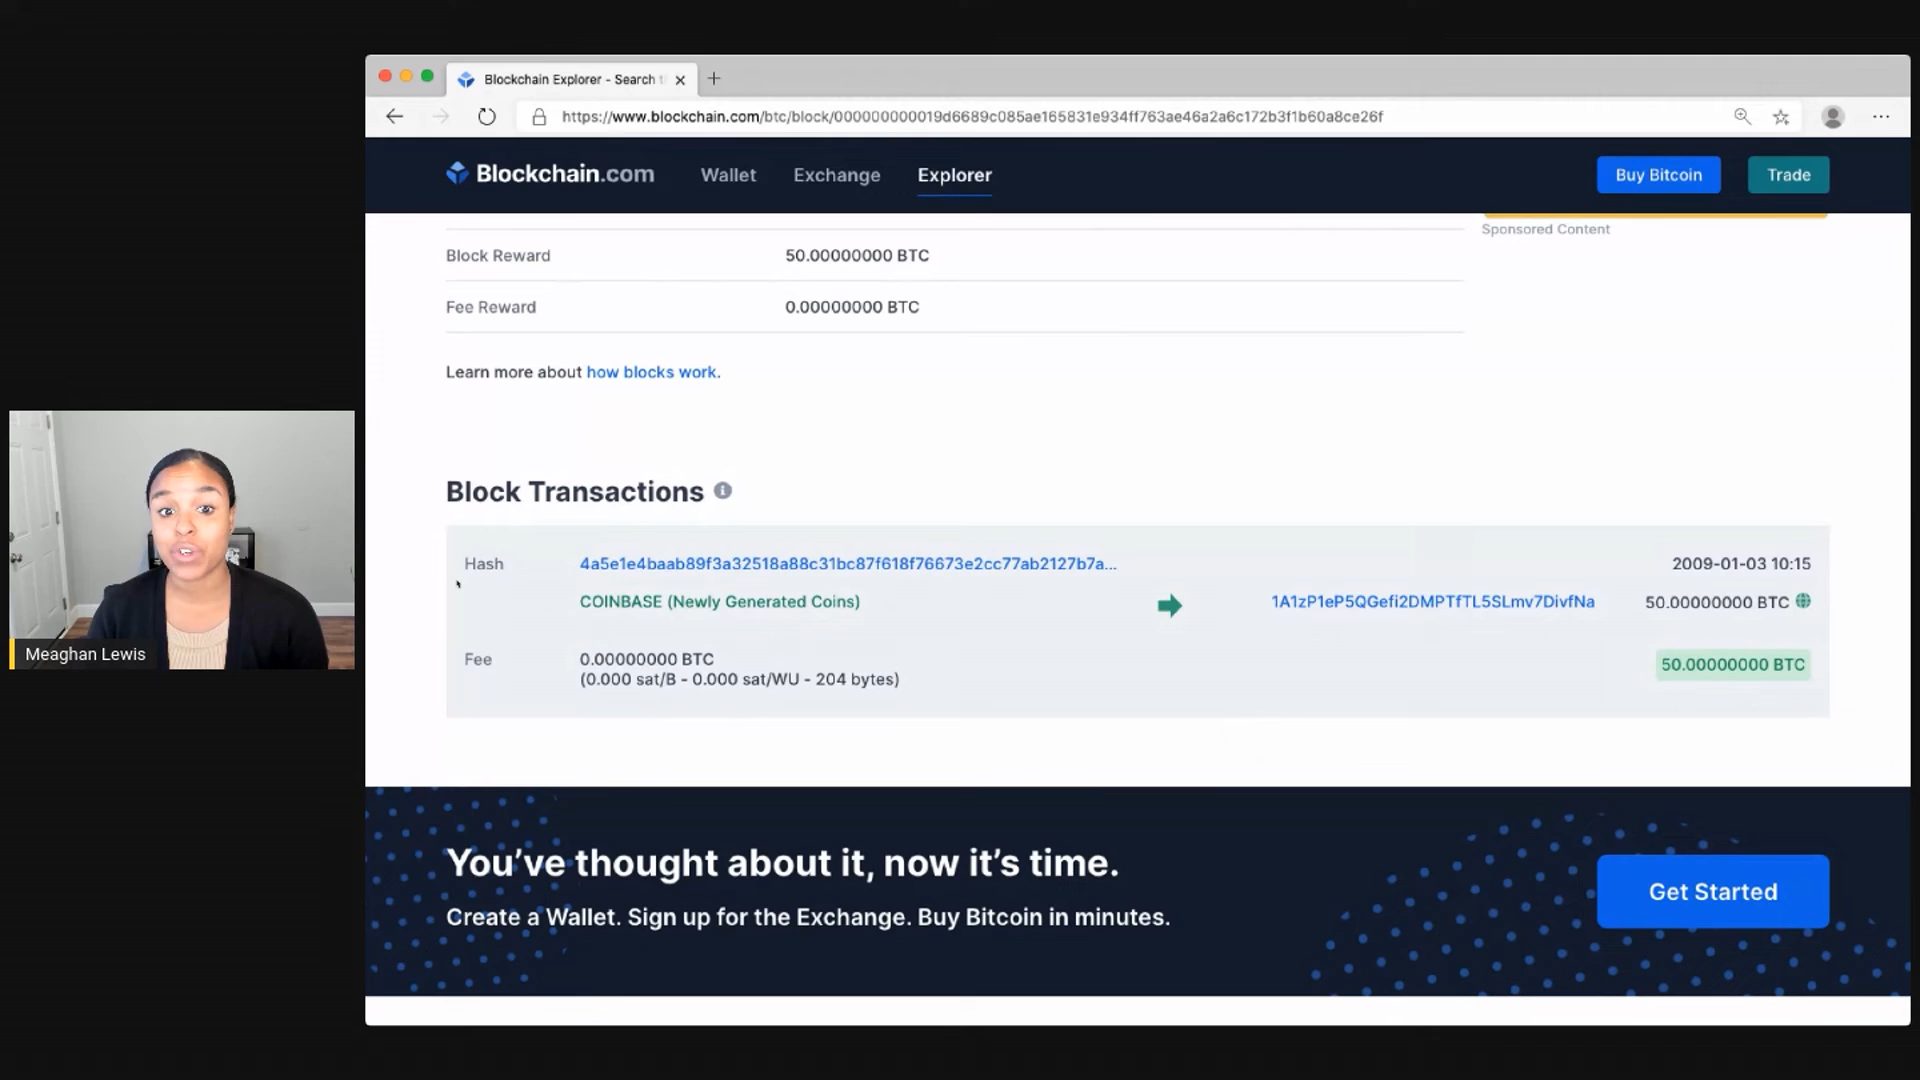 Blockchain Explorer - Search t
https://www.blockchain.com/btc/block/000000000019d6689c085ae165831e934ff763ae46a2a6c172b3f1b60a8ce26f
Blockchain.com Wallet Exchange Explorer Buy Bitcoin Trade
Sponsored Content
Block Reward 50.00000000 BTC
Fee Reward 0.00000000 BTC
Learn more about how blocks work.
Block Transactions
Hash 4a5e1e4baab89f3a32518a88c31bc87f618f76673e2cc77ab2127b7a... 2009-01-03 10:15
COINBASE (Newly Generated Coins) 1A1zP1eP5QGefi2DMPTfTL5SLmv7DivfNa 50.00000000 BTC
Fee 0.00000000 BTC 50.00000000 BTC
(0.000 sat/B - 0.000 sat/WU - 204 bytes)
Meaghan Lewis
You’ve thought about it, now it’s time.
Create a Wallet. Sign up for the Exchange. Buy Bitcoin in minutes.
Get Started